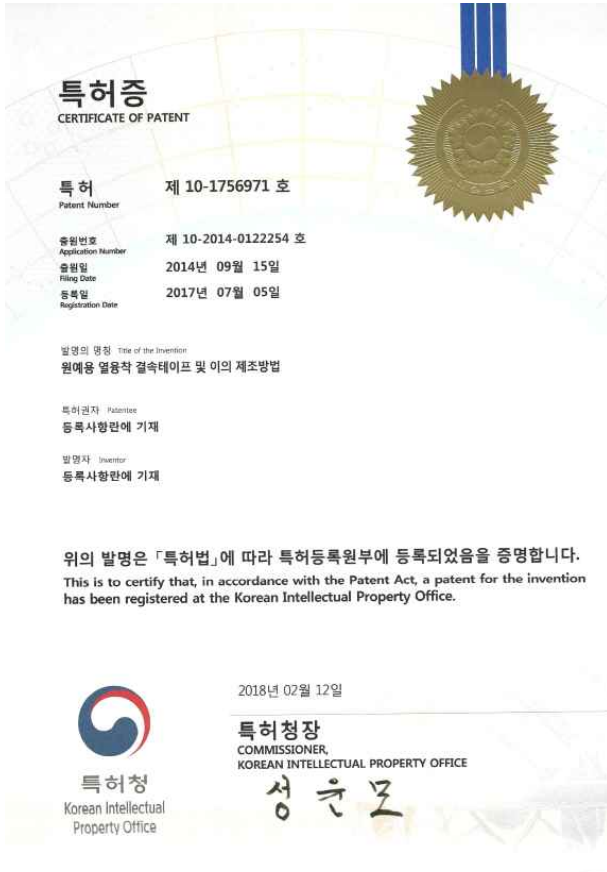 특허증
CERTIFICATE OF PATENT
특 허 제 10-1756971 호
Patent Number
출원번호 제 10-2014-0122254 호
Application Number
출원일 2014년 09월 15일
Filing Date
등록일 2017년 07월 05일
Registration Date
발명의 명칭 Title of the Invention
원예용 열융착 결속테이프 및 이의 제조방법
특허권자 Patentee
등록사항란에 기재
발명자 Inventor
등록사항란에 기재
위의 발명은 「특허법」에 따라 특허등록원부에 등록되었음을 증명합니다.
This is to certify that, in accordance with the Patent Act, a patent for the invention
has been registered at the Korean Intellectual Property Office.
2018년 02월 12일
특허청장
COMMISSIONER,
KOREAN INTELLECTUAL PROPERTY OFFICE
성윤모
특허청
Korean Intellectual
Property Office